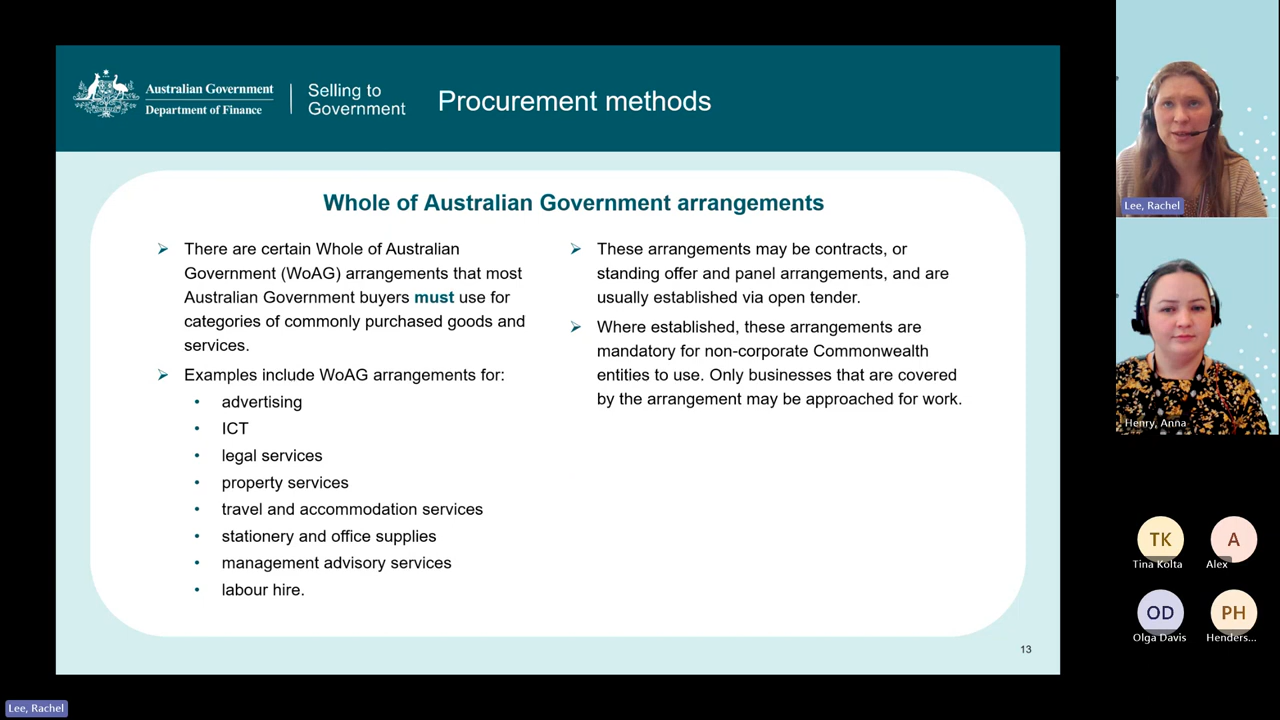 Australian Government
Department of Finance
Selling to
Government
Procurement methods
Whole of Australian Government arrangements
There are certain Whole of Australian
Government (WoAG) arrangements that most
Australian Government buyers must use for
categories of commonly purchased goods and
services.
Examples include WoAG arrangements for:
advertising
ICT
legal services
property services
travel and accommodation services
stationery and office supplies
management advisory services
labour hire.
These arrangements may be contracts, or
standing offer and panel arrangements, and are
usually established via open tender.
Where established, these arrangements are
mandatory for non-corporate Commonwealth
entities to use. Only businesses that are covered
by the arrangement may be approached for work.
13
Lee, Rachel
Henry, Anna
TK
Tina Kolta
A
Alex
OD
Olga Davis
PH
Henders...
Lee, Rachel